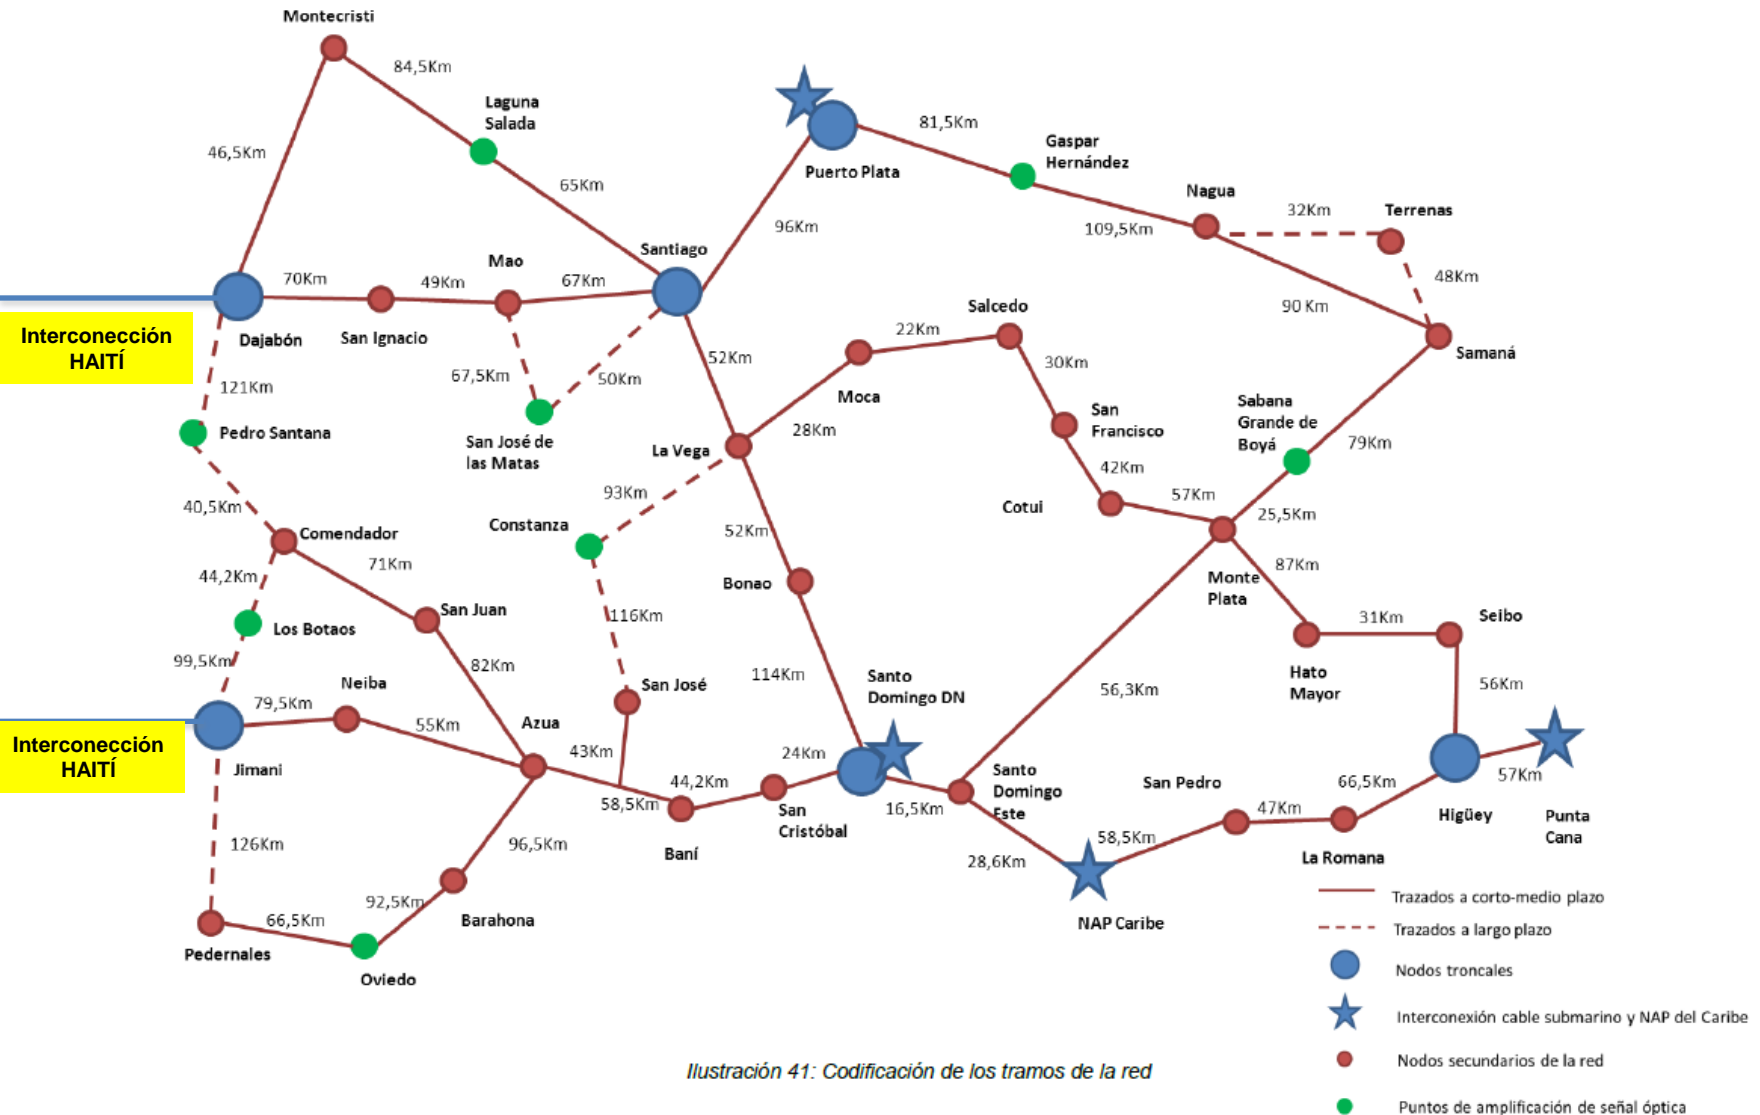 Montecristi
84,5Km
Laguna
Salada
46,5Km
65Km
81,5Km
Gaspar
Hernández
Puerto Plata
Nagua
32Km
Terrenas
96Km
109,5Km
48Km
Santiago
Mao
70Km
49Km
67Km
90 Km
Salcedo
22Km
Interconección
HAITÍ
Dajabón
San Ignacio
Samaná
52Km
30Km
121Km
67,5Km
50Km
Moca
28Km
San
Francisco
Sabana
Grande de
Boyá
79Km
Pedro Santana
San José de
las Matas
La Vega
42Km
93Km
57Km
25,5Km
40,5Km
Cotui
Constanza
52Km
Comendador
71Km
87Km
44,2Km
Bonao
Monte
Plata
San Juan
116Km
31Km
Seibo
Los Botaos
99,5Km
82Km
114Km
Santo
Domingo DN
Hato
Mayor
56,3Km
56Km
Neiba
San José
79,5Km
55Km
Azua
Interconección
HAITÍ
Jimani
43Km
24Km
44,2Km
58,5Km
San
Cristóbal
16,5Km
Santo
Domingo
Este
San Pedro
66,5Km
57Km
47Km
Higüey
Punta
Cana
126Km
96,5Km
Baní
28,6Km
58,5Km
La Romana
92,5Km
66,5Km
Barahona
NAP Caribe
Pedernales
Oviedo
Trazados a corto-medio plazo
Trazados a largo plazo
Nodos troncales
Interconexión cable submarino y NAP del Caribe
Nodos secundarios de la red
Puntos de amplificación de señal óptica
Ilustración 41: Codificación de los tramos de la red